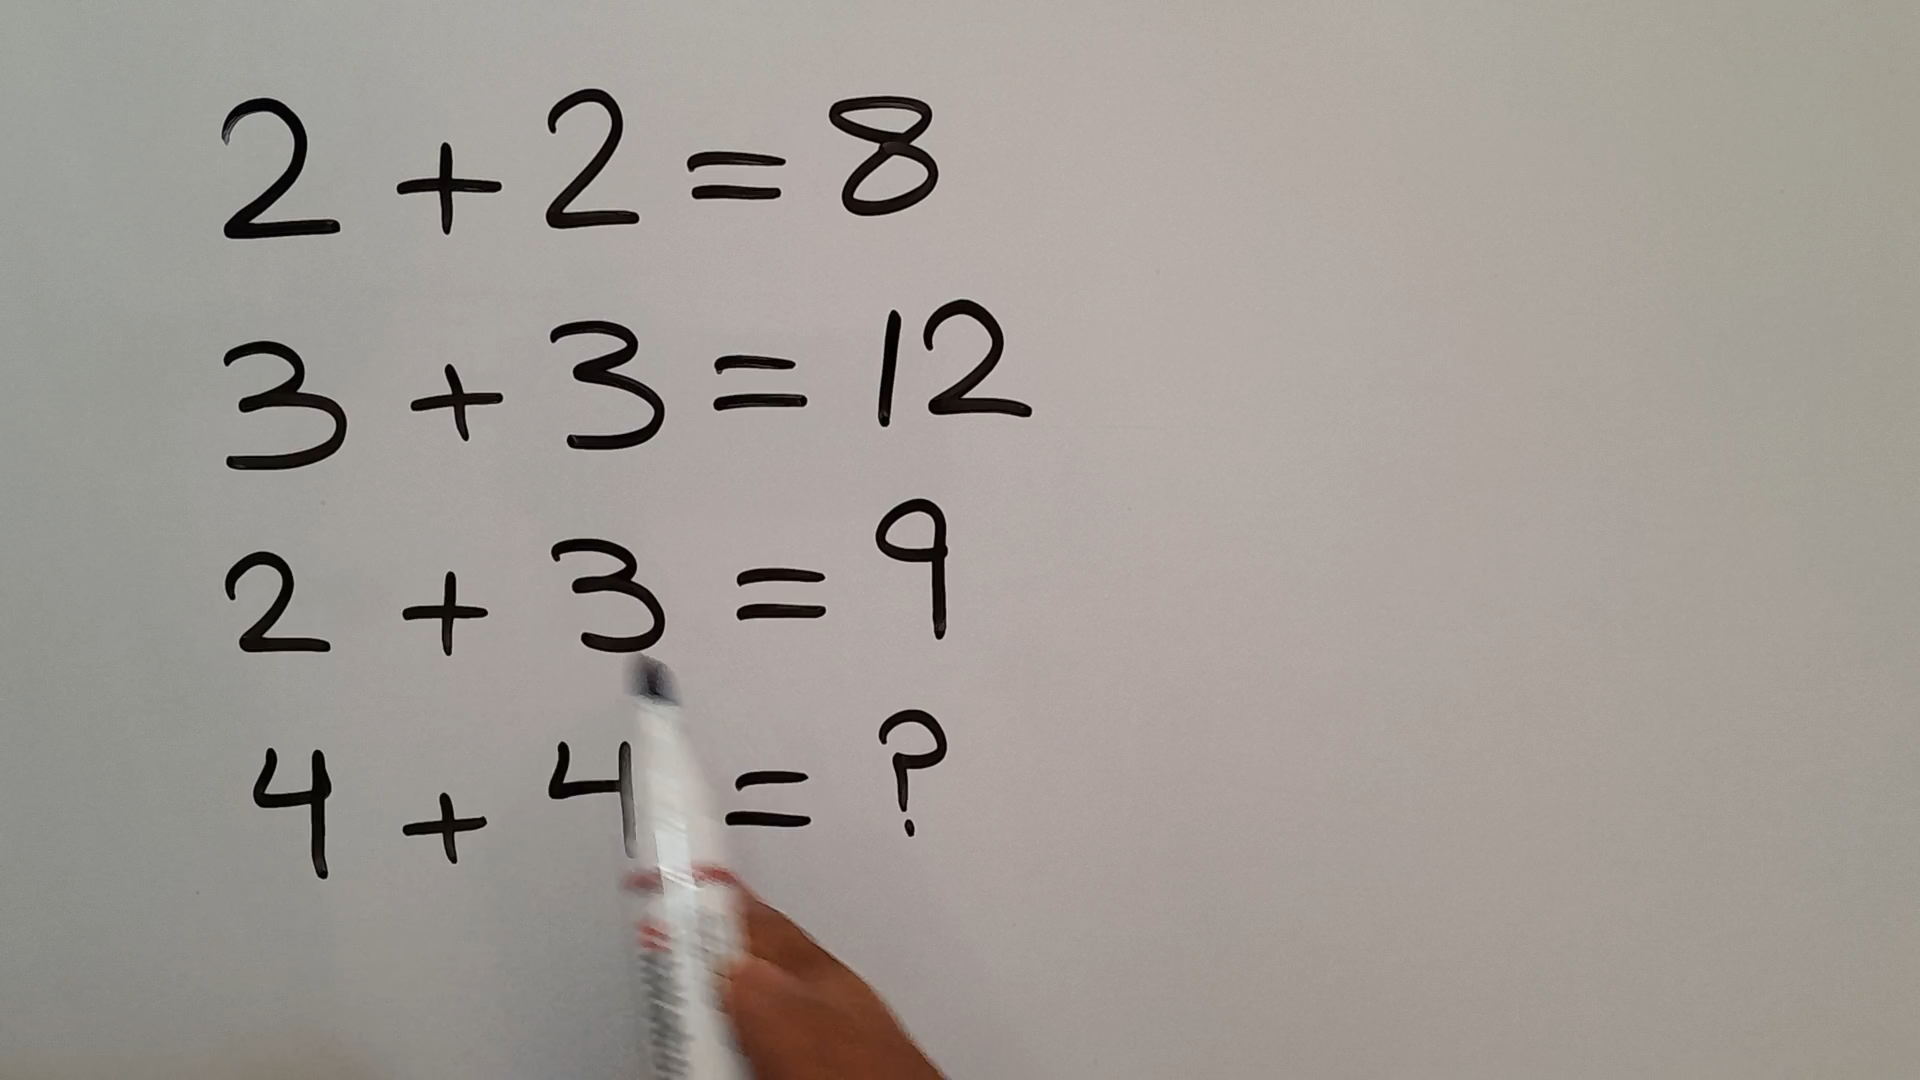 2 + 2 = 8
3 + 3 = 12
2 + 3 = 9
4 + 4 = ?